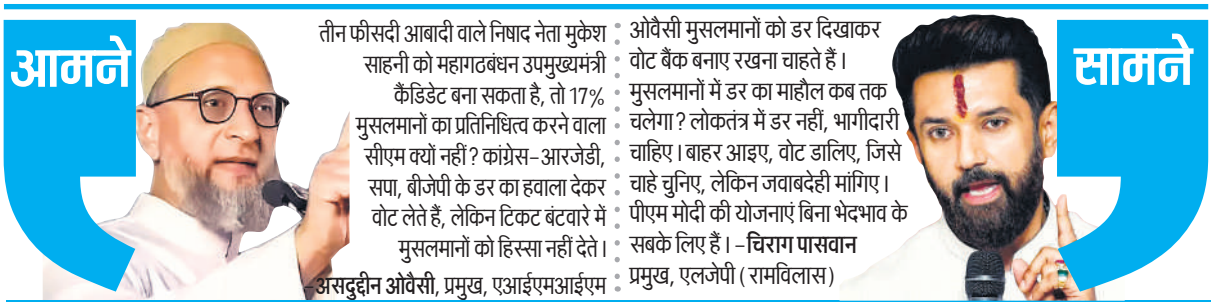 आमने
तीन फीसदी आबादी वाले निषाद नेता मुकेश
साहनी को महागठबंधन उपमुख्यमंत्री
कैंडिडेट बना सकता है, तो 17%
मुसलमानों का प्रतिनिधित्व करने वाला
सीएम क्यों नहीं? कांग्रेस-आरजेडी,
सपा, बीजेपी के डर का हवाला देकर
वोट लेते हैं, लेकिन टिकट बंटवारे में
मुसलमानों को हिस्सा नहीं देते।
-असदुद्दीन ओवैसी, प्रमुख, एआईएमआईएम
ओवैसी मुसलमानों को डर दिखाकर
वोट बैंक बनाए रखना चाहते हैं।
मुसलमानों में डर का माहौल कब तक
चलेगा? लोकतंत्र में डर नहीं, भागीदारी
चाहिए। बाहर आइए, वोट डालिए, जिसे
चाहे चुनिए, लेकिन जवाबदेही मांगिए।
पीएम मोदी की योजनाएं बिना भेदभाव के
सबके लिए हैं। -चिराग पासवान
प्रमुख, एलजेपी (रामविलास)
सामने